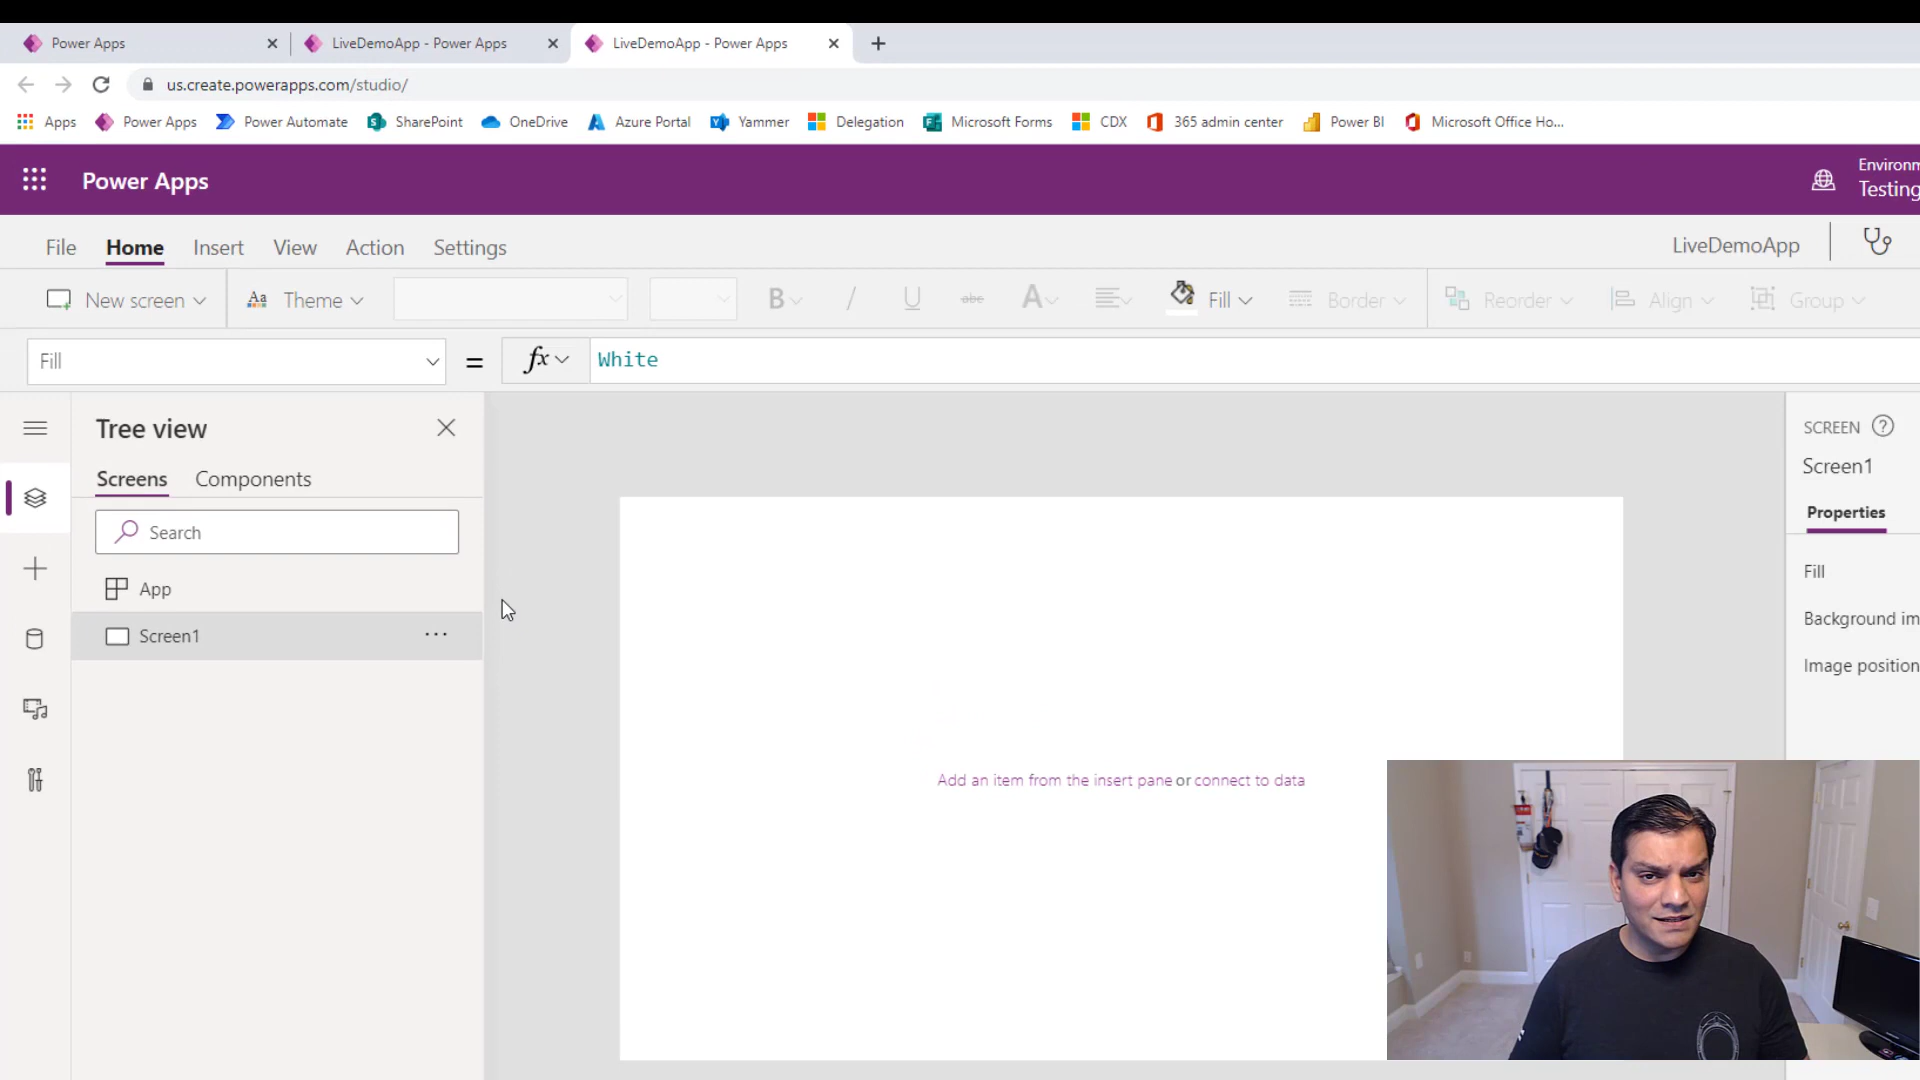 Power Apps
LiveDemoApp - Power Apps
LiveDemoApp - Power Apps
us.create.powerapps.com/studio/
Apps Power Apps Power Automate SharePoint OneDrive Azure Portal Yammer Delegation Microsoft Forms CDX 365 admin center Power BI Microsoft Office Ho...
Power Apps
Environm
Testing
File Home Insert View Action Settings
LiveDemoApp
New screen Theme B / U abc A Fill Border Reorder Align Group
Fill = fx White
Tree view
Screens Components
Search
App
Screen1 ...
Add an item from the insert pane or connect to data
SCREEN ?
Screen1
Properties
Fill
Background im
Image position